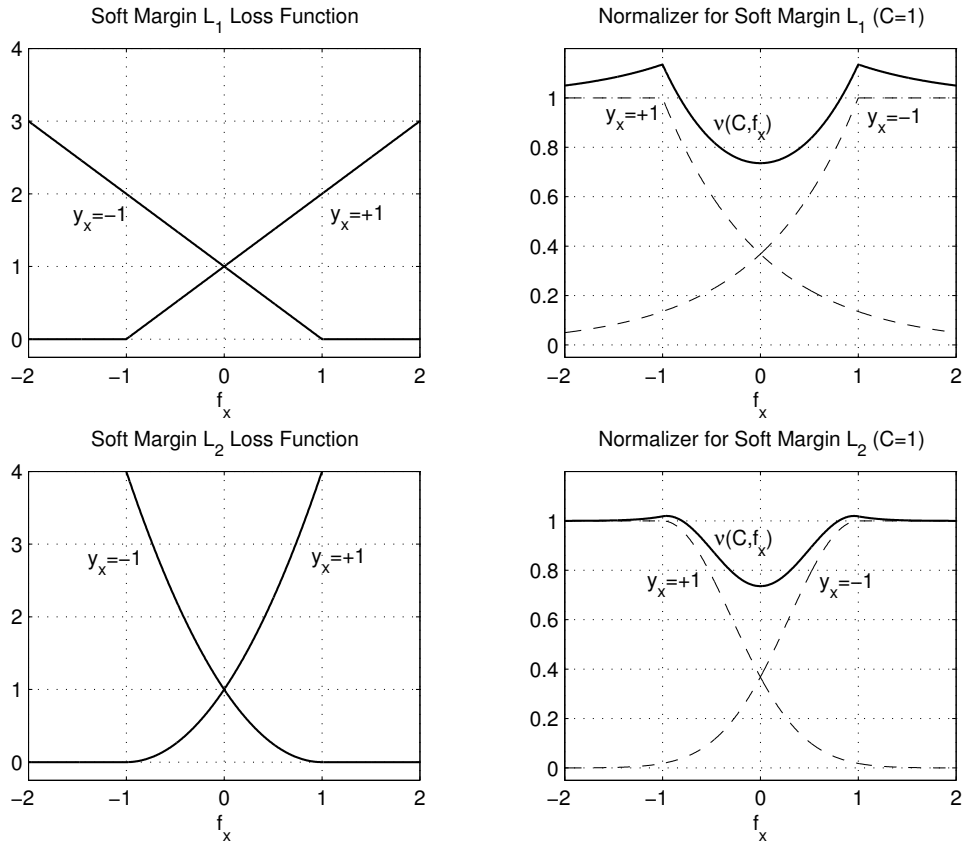 Soft Margin L₁ Loss Function
4
3
2
1
0
yₓ=−1
yₓ=+1
−2 −1 0 1 2
fₓ
Normalizer for Soft Margin L₁ (C=1)
1
0.8
0.6
0.4
0.2
0
yₓ=+1
ν(C,fₓ)
yₓ=−1
−2 −1 0 1 2
fₓ
Soft Margin L₂ Loss Function
4
3
2
1
0
yₓ=−1
yₓ=+1
−2 −1 0 1 2
fₓ
Normalizer for Soft Margin L₂ (C=1)
1
0.8
0.6
0.4
0.2
0
ν(C,fₓ)
yₓ=+1
yₓ=−1
−2 −1 0 1 2
fₓ